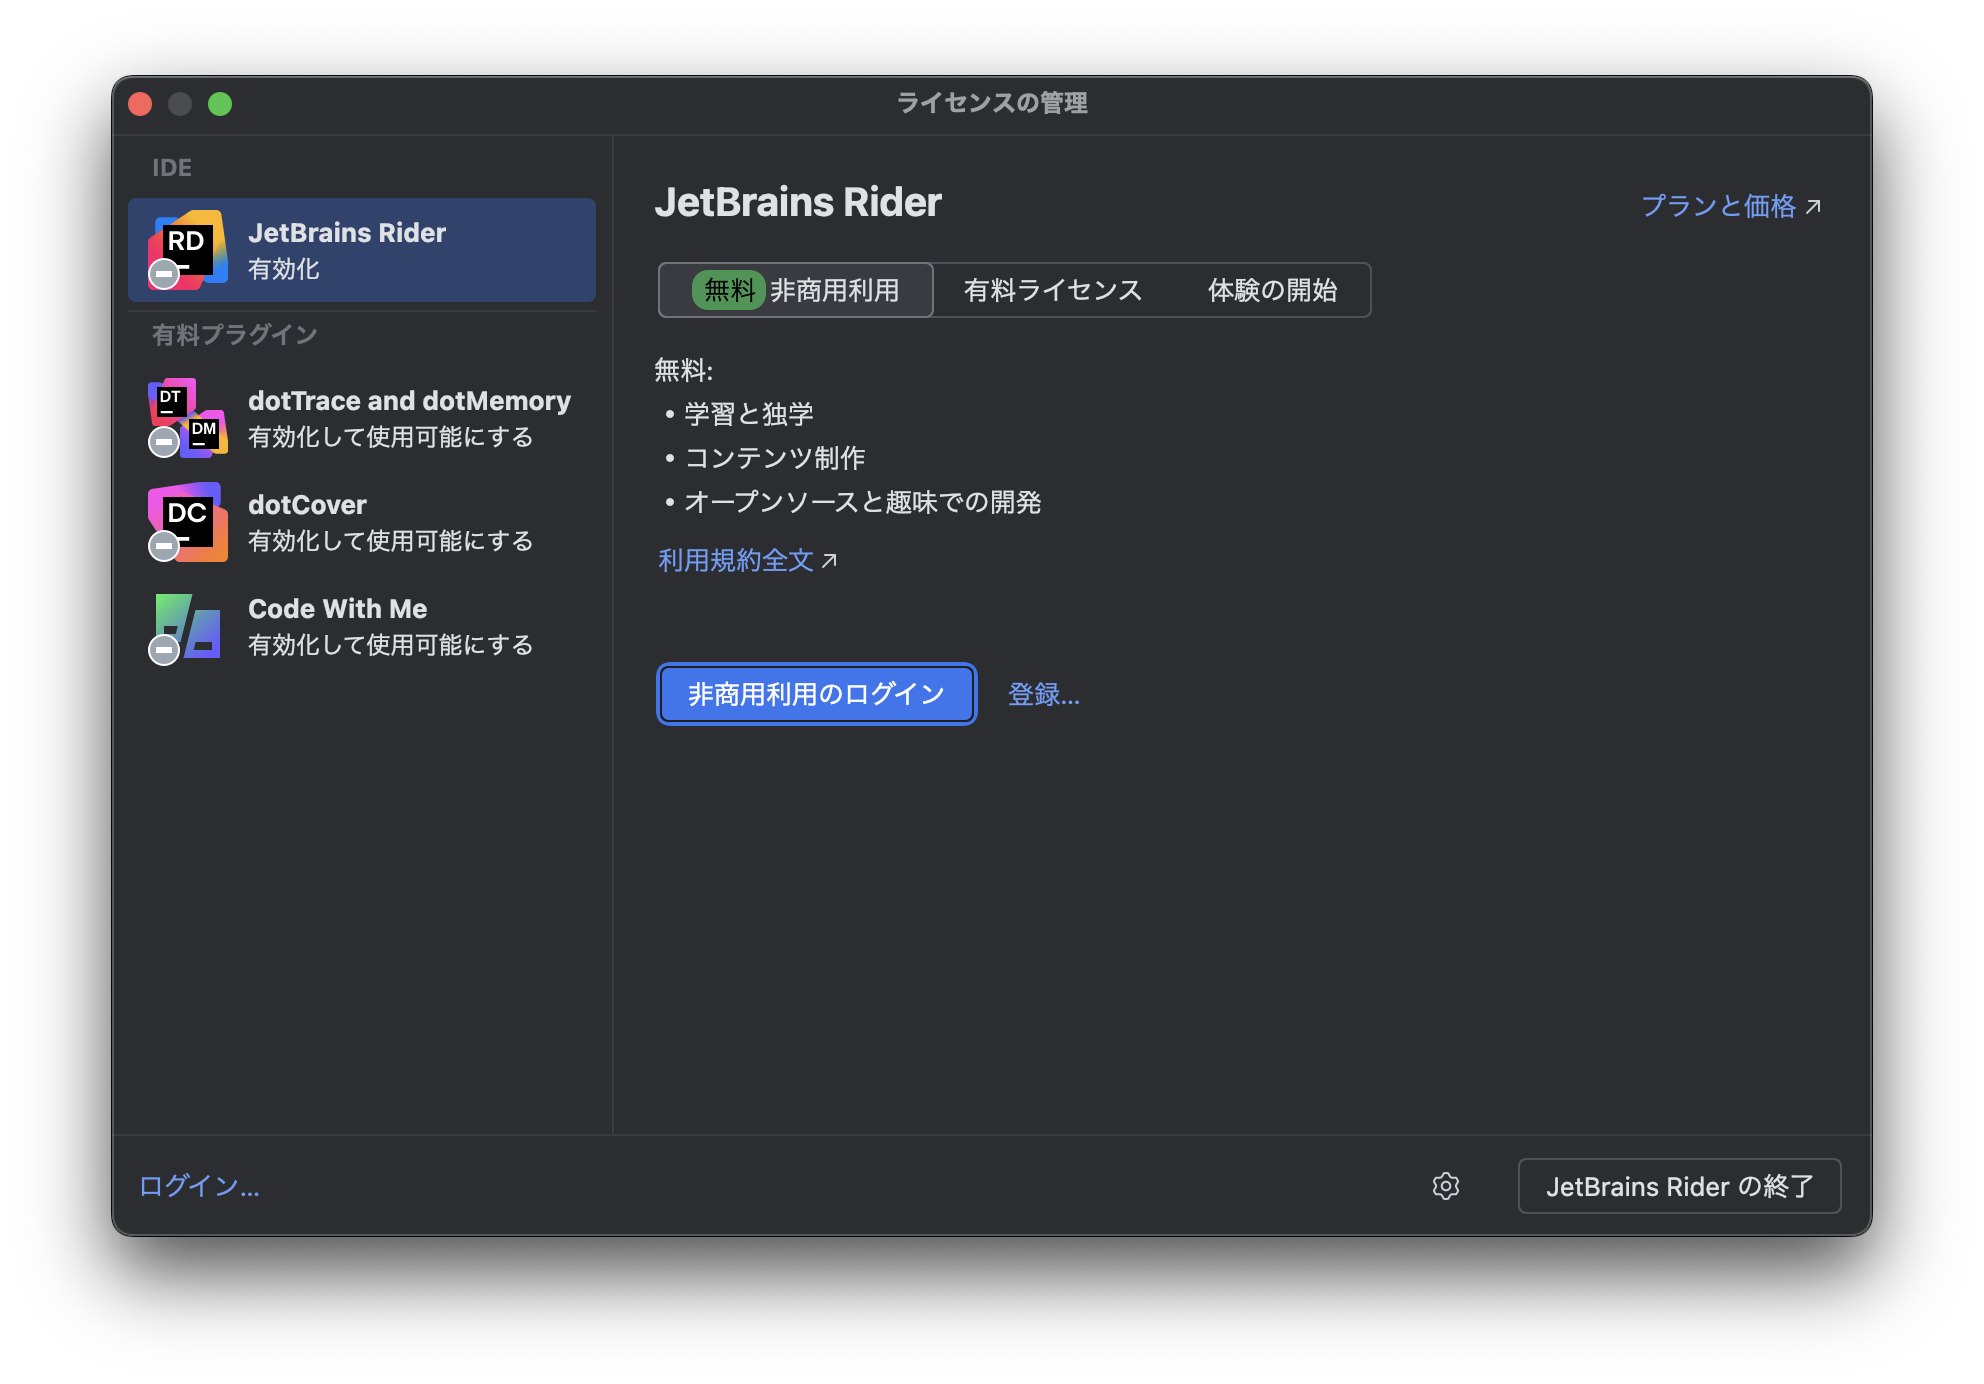 ライセンスの管理
IDE
RD
JetBrains Rider
有効化
有料プラグイン
DT
DM
dotTrace and dotMemory
有効化して使用可能にする
DC
dotCover
有効化して使用可能にする
Code With Me
有効化して使用可能にする
JetBrains Rider
プランと価格 ↗
無料 非商用利用 有料ライセンス 体験の開始
無料:
• 学習と独学
• コンテンツ制作
• オープンソースと趣味での開発
利用規約全文 ↗
非商用利用のログイン 登録...
ログイン...
JetBrains Rider の終了